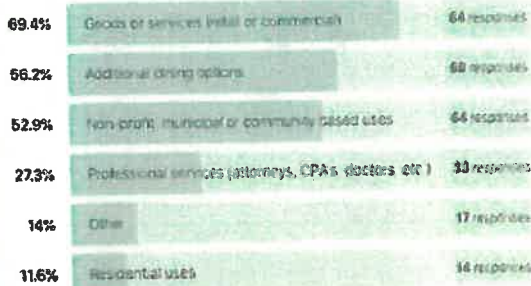 69.4% Goods or services (retail or commercial) 84 responses
56.2% Additional dining options 68 responses
52.9% Non-profit, municipal or community based uses 64 responses
27.3% Professional services (attorneys, CPAs, doctors, etc.) 33 responses
14% Other 17 responses
11.6% Residential uses 14 responses